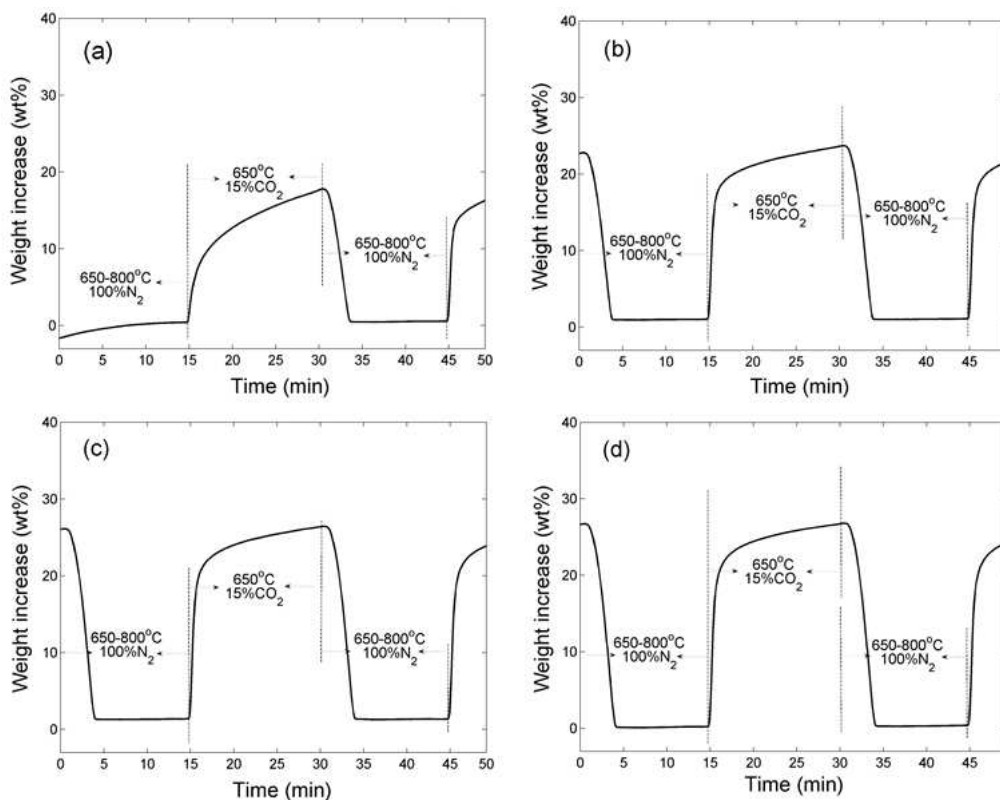 (a)
Weight increase (wt%)
40
30
20
10
0
650°C
15%CO₂
650-800°C
100%N₂
650-800°C
100%N₂
0 5 10 15 20 25 30 35 40 45 50
Time (min)
(b)
Weight increase (wt%)
40
30
20
10
0
650°C
15%CO₂
650-800°C
100%N₂
650-800°C
100%N₂
0 5 10 15 20 25 30 35 40 45
Time (min)
(c)
Weight increase (wt%)
40
30
20
10
0
650°C
15%CO₂
650-800°C
100%N₂
650-800°C
100%N₂
0 5 10 15 20 25 30 35 40 45 50
Time (min)
(d)
Weight increase (wt%)
40
30
20
10
0
650°C
15%CO₂
650-800°C
100%N₂
650-800°C
100%N₂
0 5 10 15 20 25 30 35 40 45
Time (min)